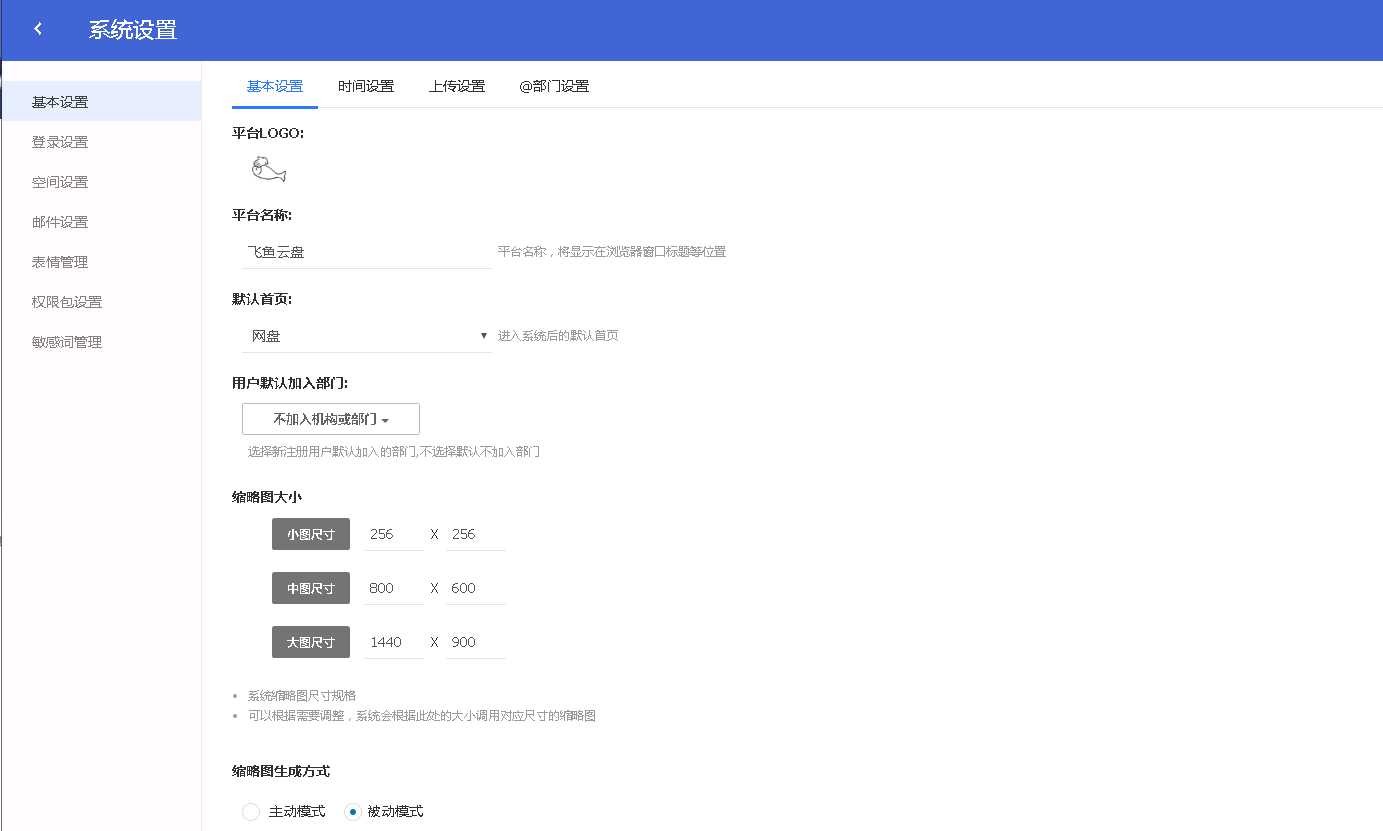 系统设置
基本设置
登录设置
空间设置
邮件设置
表情管理
权限包设置
敏感词管理
基本设置 时间设置 上传设置 @部门设置
平台LOGO:
平台名称:
飞鱼云盘 平台名称，将显示在浏览器窗口标题等位置
默认首页:
网盘 进入系统后的默认首页
用户默认加入部门:
不加入机构或部门
选择新注册用户默认加入的部门,不选择默认不加入部门
缩略图大小
小图尺寸 256 X 256
中图尺寸 800 X 600
大图尺寸 1440 X 900
系统缩略图尺寸规格
可以根据需要调整，系统会根据此处的大小调用对应尺寸的缩略图
缩略图生成方式
主动模式 被动模式